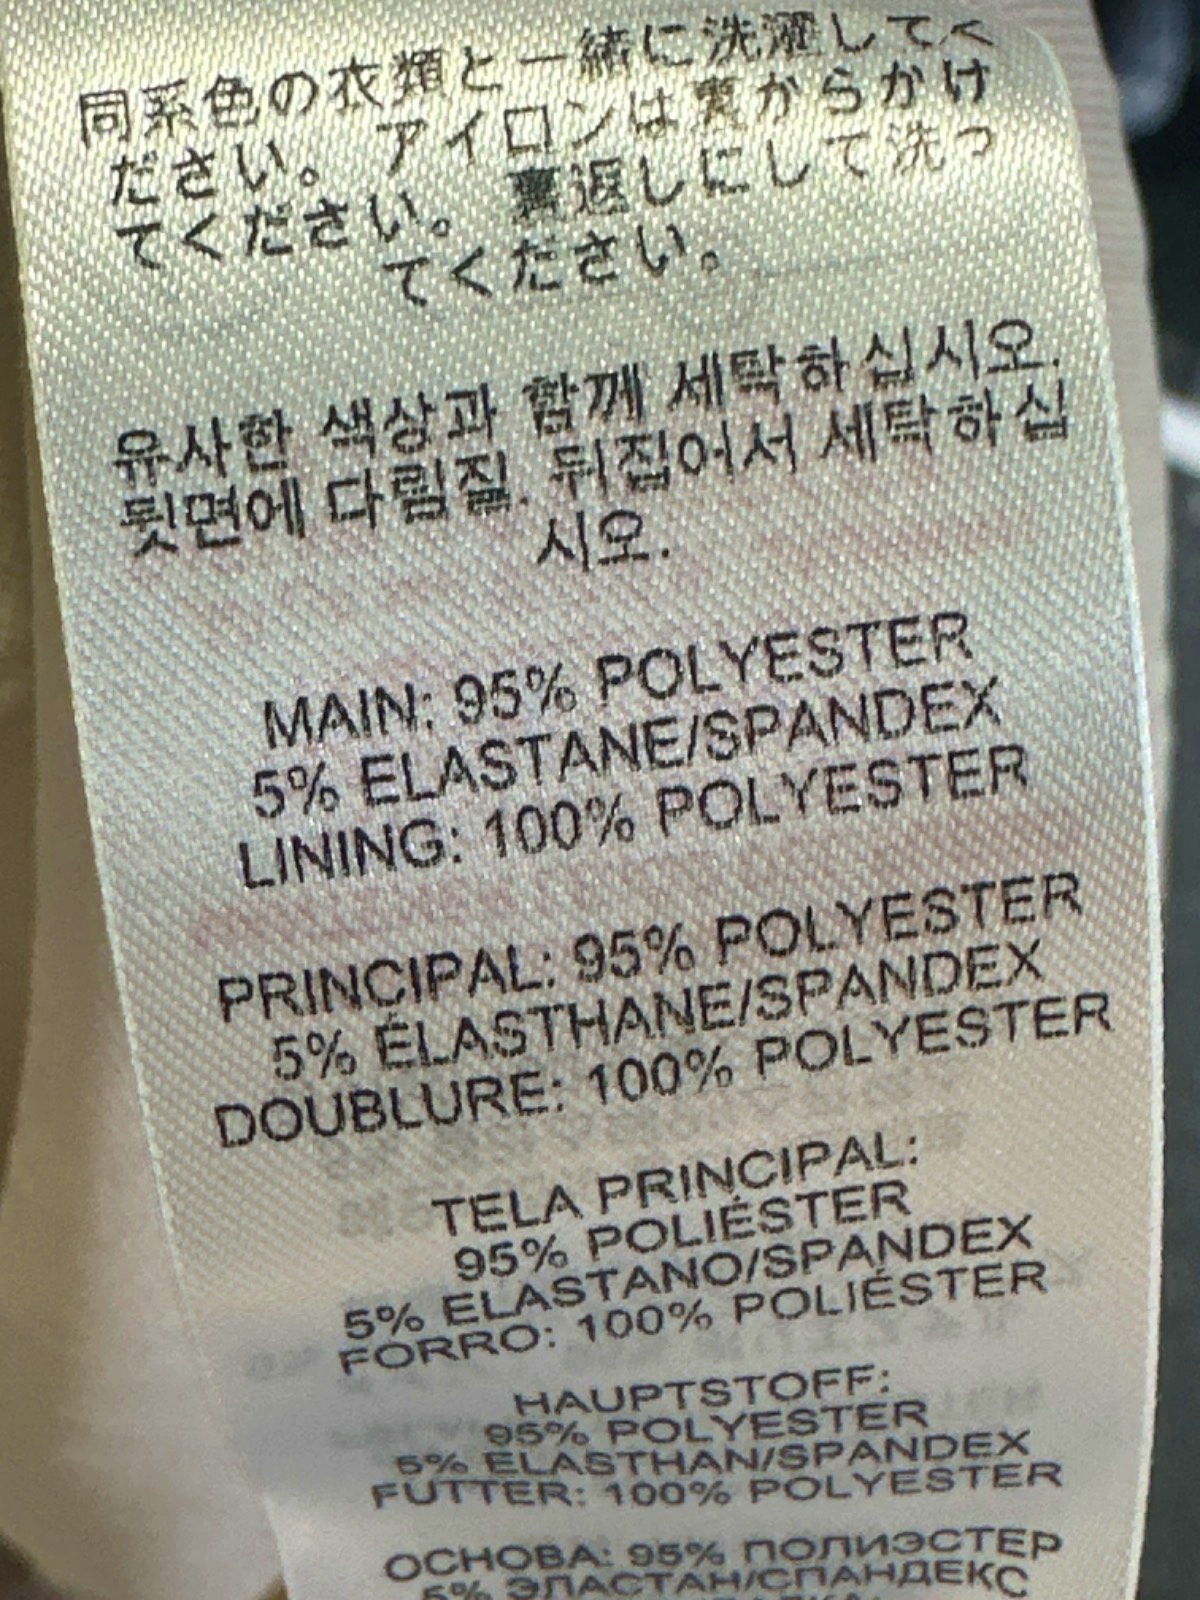 同系色の衣類と一緒に洗濯してく
ださい。アイロンは裏からかけ
てください。裏返しにして洗っ
てください。
유사한 색상과 함께 세탁하십시오.
뒷면에 다림질. 뒤집어서 세탁하십
시오.
MAIN: 95% POLYESTER
5% ELASTANE/SPANDEX
LINING: 100% POLYESTER
PRINCIPAL: 95% POLYESTER
5% ÉLASTHANE/SPANDEX
DOUBLURE: 100% POLYESTER
TELA PRINCIPAL:
95% POLIÉSTER
5% ELASTANO/SPANDEX
FORRO: 100% POLIÉSTER
HAUPTSTOFF:
95% POLYESTER
5% ELASTHAN/SPANDEX
FUTTER: 100% POLYESTER
ОСНОВА: 95% ПОЛИЭСТЕР
5% ЭЛАСТАН/СПАНДЕКС